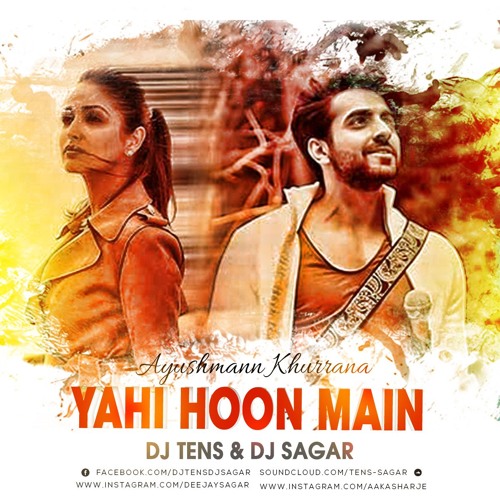 Ayushmann Khurrana
YAHI HOON MAIN
DJ TENS & DJ SAGAR
FACEBOOK.COM/DJTENSDJSAGAR SOUNDCLOUD.COM/TENS-SAGAR
WWW.INSTAGRAM.COM/DEEJAYSAGAR WWW.INSTAGRAM.COM/AAKASHARJE